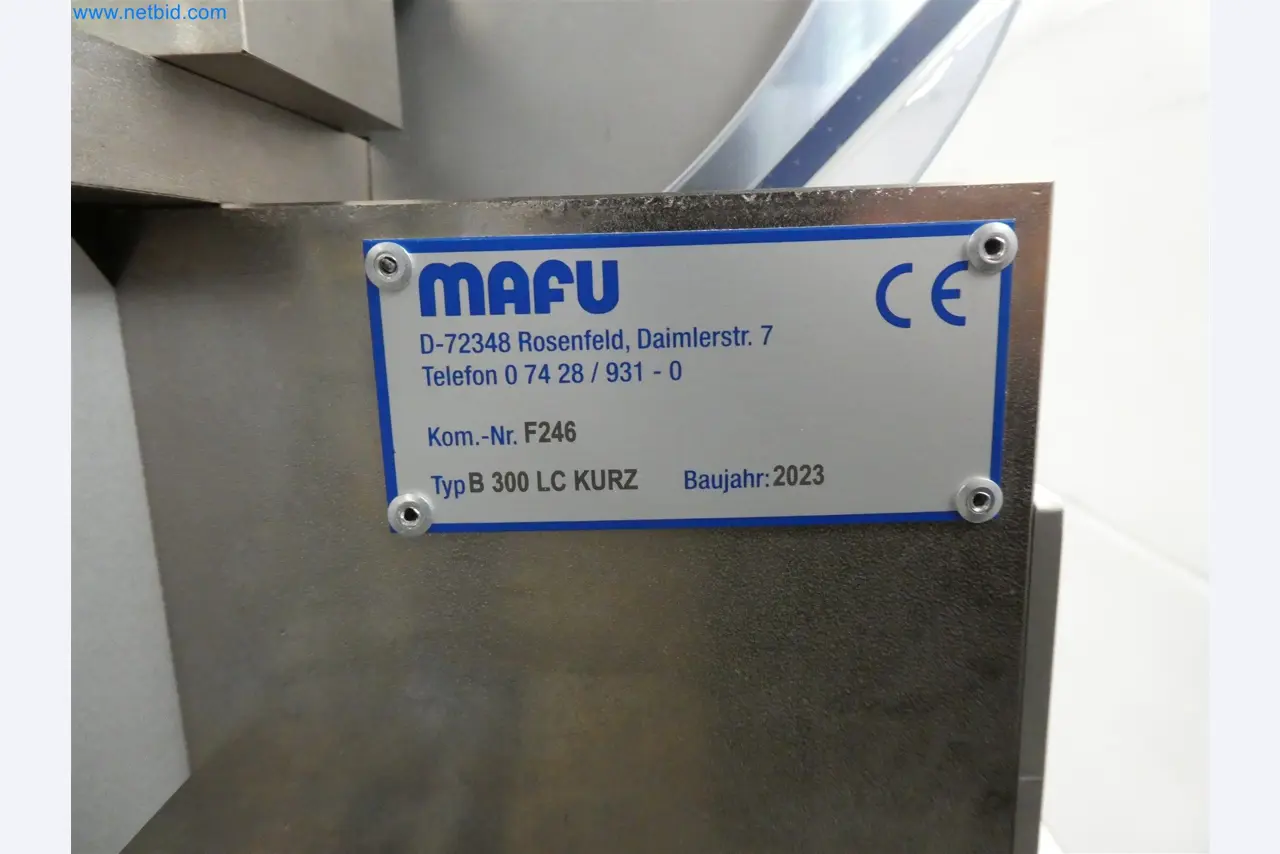 www.netbid.com
MAFU
CE
D-72348 Rosenfeld, Daimlerstr. 7
Telefon 0 74 28 / 931 - 0
Kom.-Nr. F246
Typ B 300 LC KURZ Baujahr: 2023